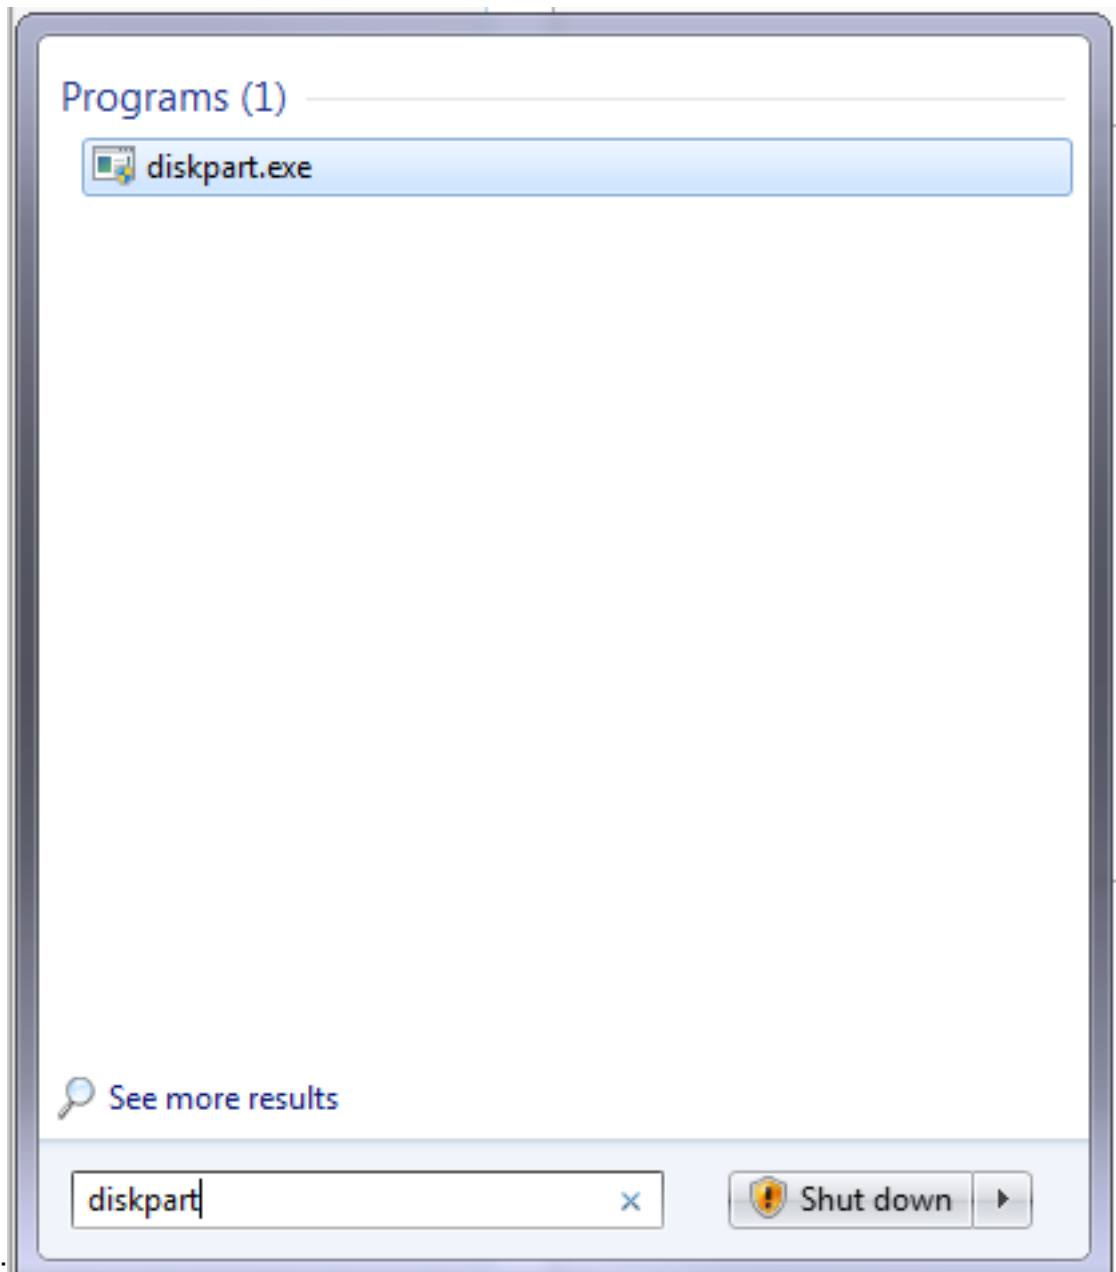 Programs (1)
diskpart.exe
See more results
diskpart
Shut down
.